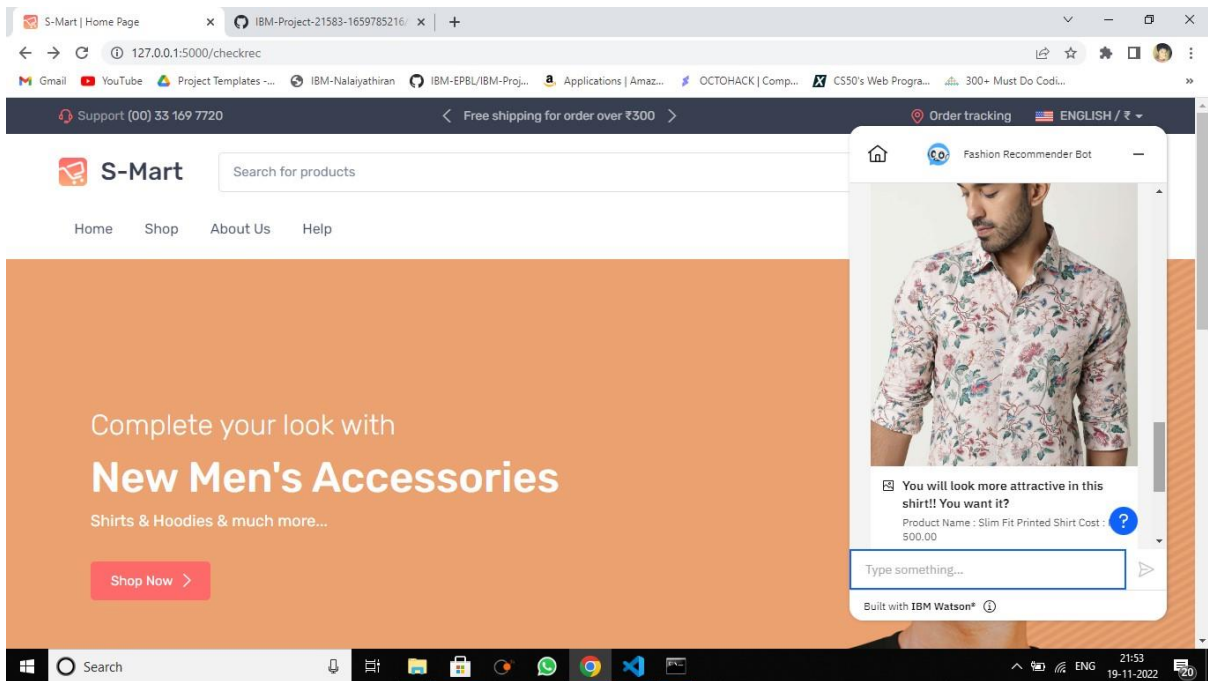 S-Mart | Home Page
IBM-Project-21583-1659785216/
127.0.0.1:5000/checkrec
Gmail
YouTube
Project Templates -...
IBM-Nalaiyathiran
IBM-EPBL/IBM-Proj...
Applications | Amaz...
OCTOHACK | Comp...
CS50's Web Progra...
300+ Must Do Codi...
Support (00) 33 169 7720
Free shipping for order over ₹300
Order tracking
ENGLISH / ₹
S-Mart
Search for products
Home
Shop
About Us
Help
Complete your look with
New Men's Accessories
Shirts & Hoodies & much more...
Shop Now
Fashion Recommender Bot
You will look more attractive in this
shirt!! You want it?
Product Name : Slim Fit Printed Shirt Cost :
500.00
?
Type something...
Built with IBM Watson®
Search
ENG
21:53
19-11-2022
20